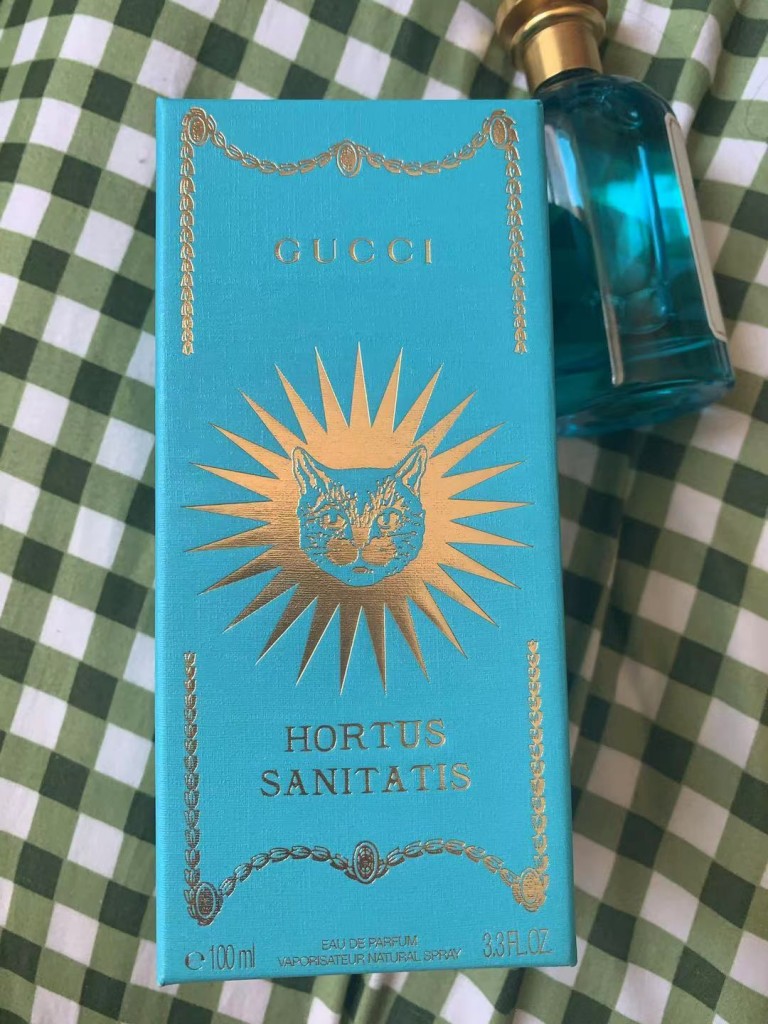 GUCCI
HORTUS
SANITATIS
℮ 100 ml
EAU DE PARFUM
VAPORISATEUR NATURAL SPRAY
3.3 FL.OZ.